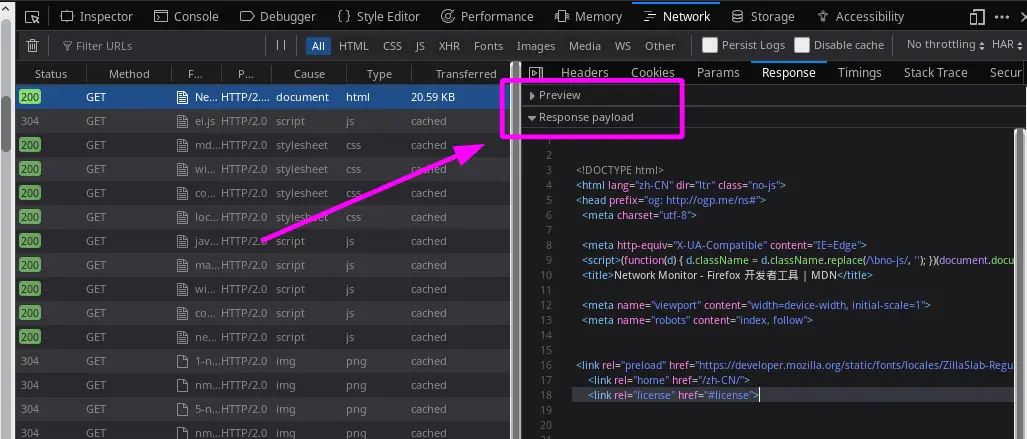 Inspector Console Debugger Style Editor Performance Memory Network Storage Accessibility
Filter URLs All HTML CSS JS XHR Fonts Images Media WS Other Persist Logs Disable cache No throttling HAR
Status Method F... P... Cause Type Transferred Headers Cookies Params Response Timings Stack Trace Secur
200 GET Ne... HTTP/2.... document html 20.59 KB
304 GET ei.js HTTP/2.0 script js cached
200 GET md... HTTP/2.0 stylesheet css cached
200 GET wi... HTTP/2.0 stylesheet css cached
200 GET co... HTTP/2.0 stylesheet css cached
200 GET loc... HTTP/2.0 stylesheet css cached
200 GET jav... HTTP/2.0 script js cached
200 GET ma... HTTP/2.0 script js cached
200 GET wi... HTTP/2.0 script js cached
200 GET co... HTTP/2.0 script js cached
200 GET ne... HTTP/2.0 script js cached
304 GET 1-n... HTTP/2.0 img png cached
304 GET nm... HTTP/2.0 img png cached
304 GET 5-n... HTTP/2.0 img png cached
304 GET nm... HTTP/2.0 img png cached
Preview
Response payload
1
2
3 <!DOCTYPE html>
4 <html lang="zh-CN" dir="ltr" class="no-js">
5 <head prefix="og: http://ogp.me/ns#">
6 <meta charset="utf-8">
7
8 <meta http-equiv="X-UA-Compatible" content="IE=Edge">
9 <script>(function(d) { d.className = d.className.replace(/\bno-js/, ''); })(document.docu
10 <title>Network Monitor - Firefox 开发者工具 | MDN</title>
11
12 <meta name="viewport" content="width=device-width, initial-scale=1">
13 <meta name="robots" content="index, follow">
14
15
16 <link rel="preload" href="https://developer.mozilla.org/static/fonts/locales/ZillaSlab-Regu
17 <link rel="home" href="/zh-CN/">
18 <link rel="license" href="#license">
19
20